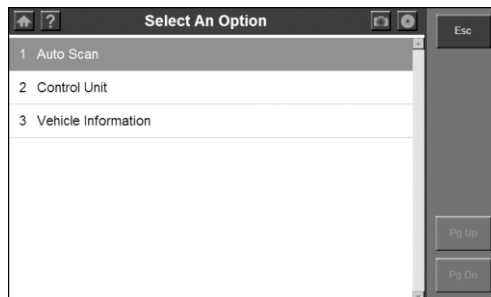 ? Select An Option
Esc
1 Auto Scan
2 Control Unit
3 Vehicle Information
Pg Up
Pg Dn